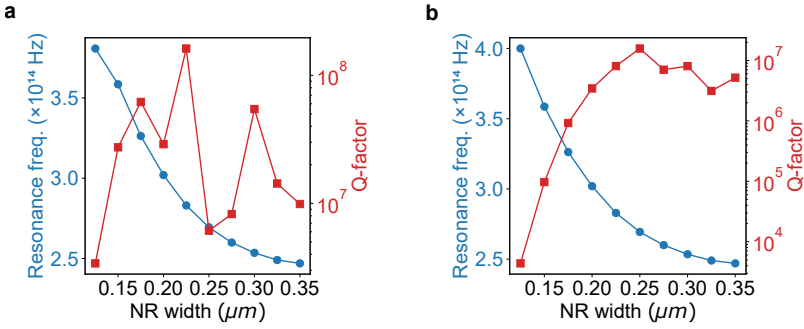 a
Resonance freq. (×10¹⁴ Hz)
3.5
3.0
2.5
0.15 0.20 0.25 0.30 0.35
NR width (μm)
10⁸
10⁷
Q-factor
b
Resonance freq. (×10¹⁴ Hz)
4.0
3.5
3.0
2.5
0.15 0.20 0.25 0.30 0.35
NR width (μm)
10⁷
10⁶
10⁵
10⁴
Q-factor